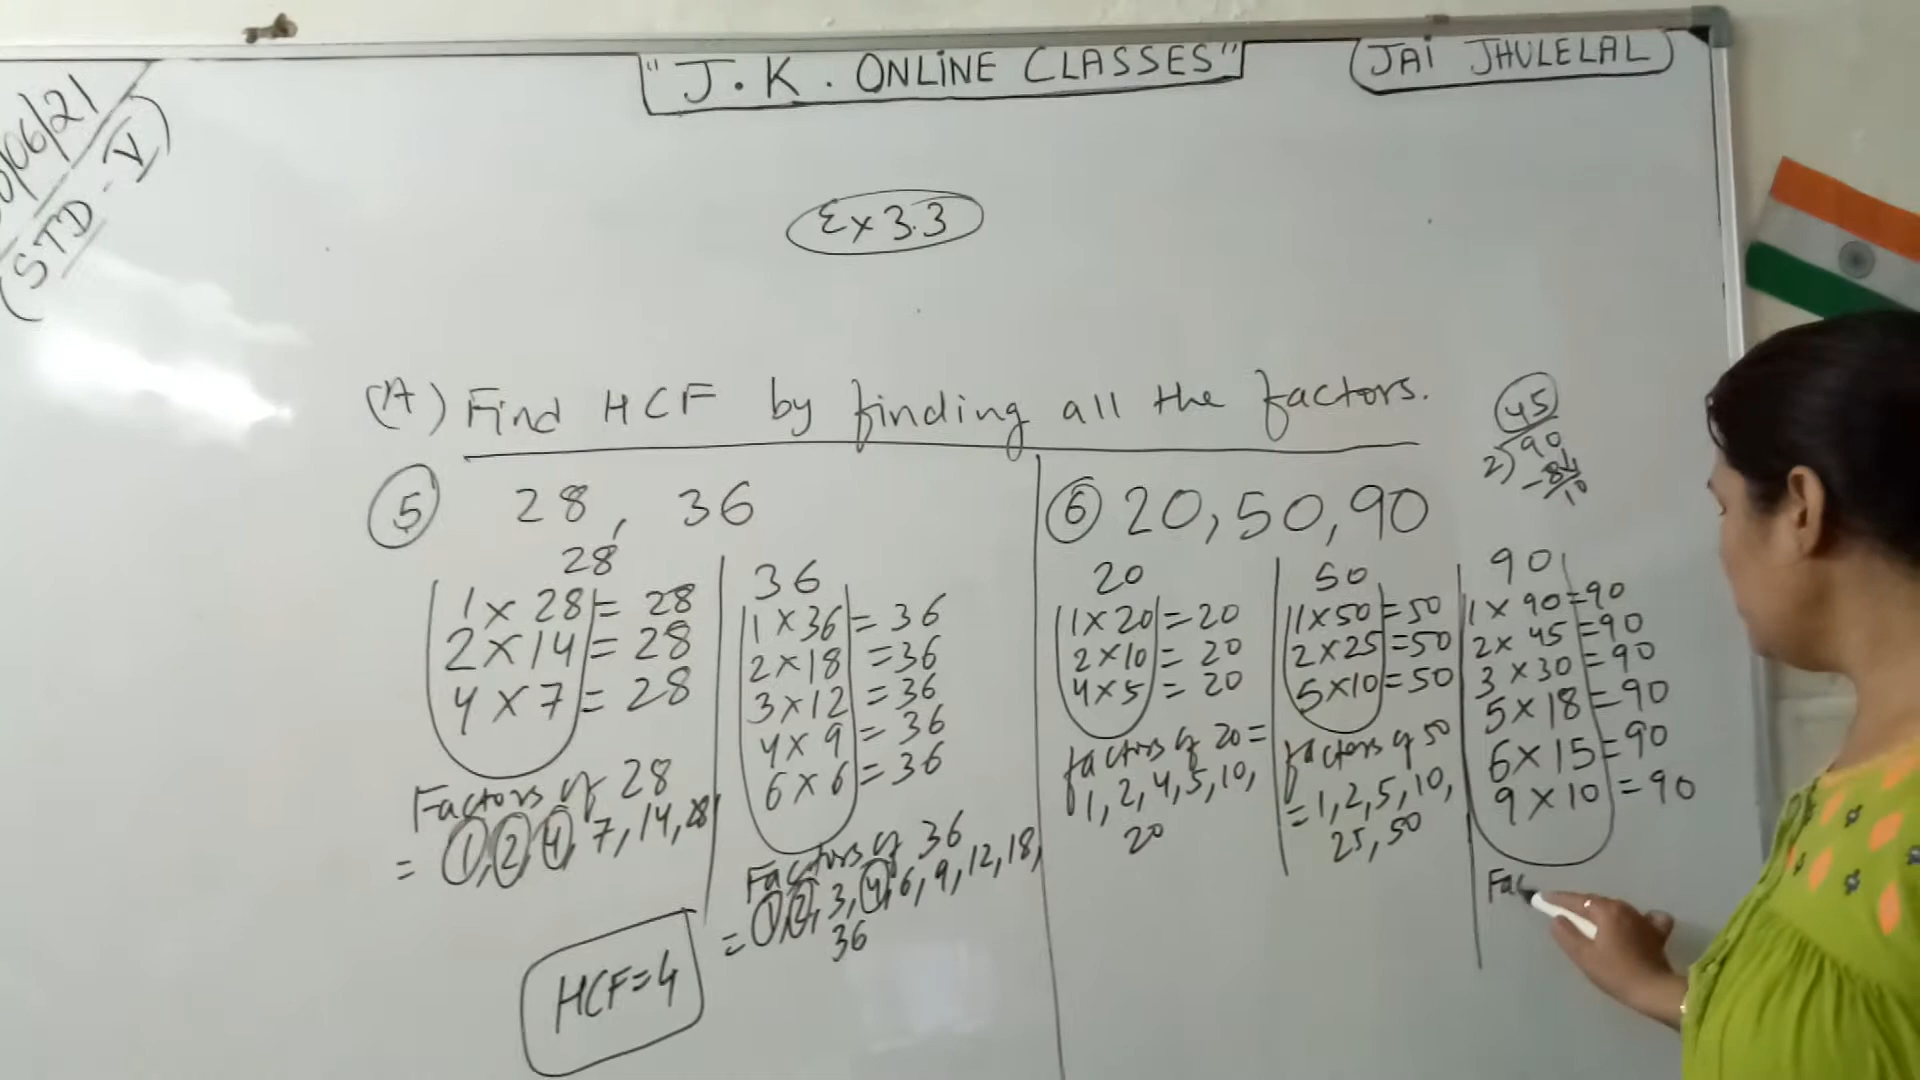 "J.K. ONLINE CLASSES"
JAI JHULELAL
/06/21
(STD - V)
Ex 3.3
(A) Find HCF by finding all the factors.
5 28, 36
28
1 x 28 = 28
2 x 14 = 28
4 x 7 = 28
Factors of 28
= 1, 2, 4, 7, 14, 28
36
1 x 36 = 36
2 x 18 = 36
3 x 12 = 36
4 x 9 = 36
6 x 6 = 36
Factors of 36
= 1, 2, 3, 4, 6, 9, 12, 18,
36
HCF = 4
6 20, 50, 90
45
2) 90
-8↓
10
20
1 x 20 = 20
2 x 10 = 20
4 x 5 = 20
factors of 20 =
1, 2, 4, 5, 10,
20
50
1 x 50 = 50
2 x 25 = 50
5 x 10 = 50
factors of 50
= 1, 2, 5, 10,
25, 50
90
1 x 90 = 90
2 x 45 = 90
3 x 30 = 90
5 x 18 = 90
6 x 15 = 90
9 x 10 = 90
Fac